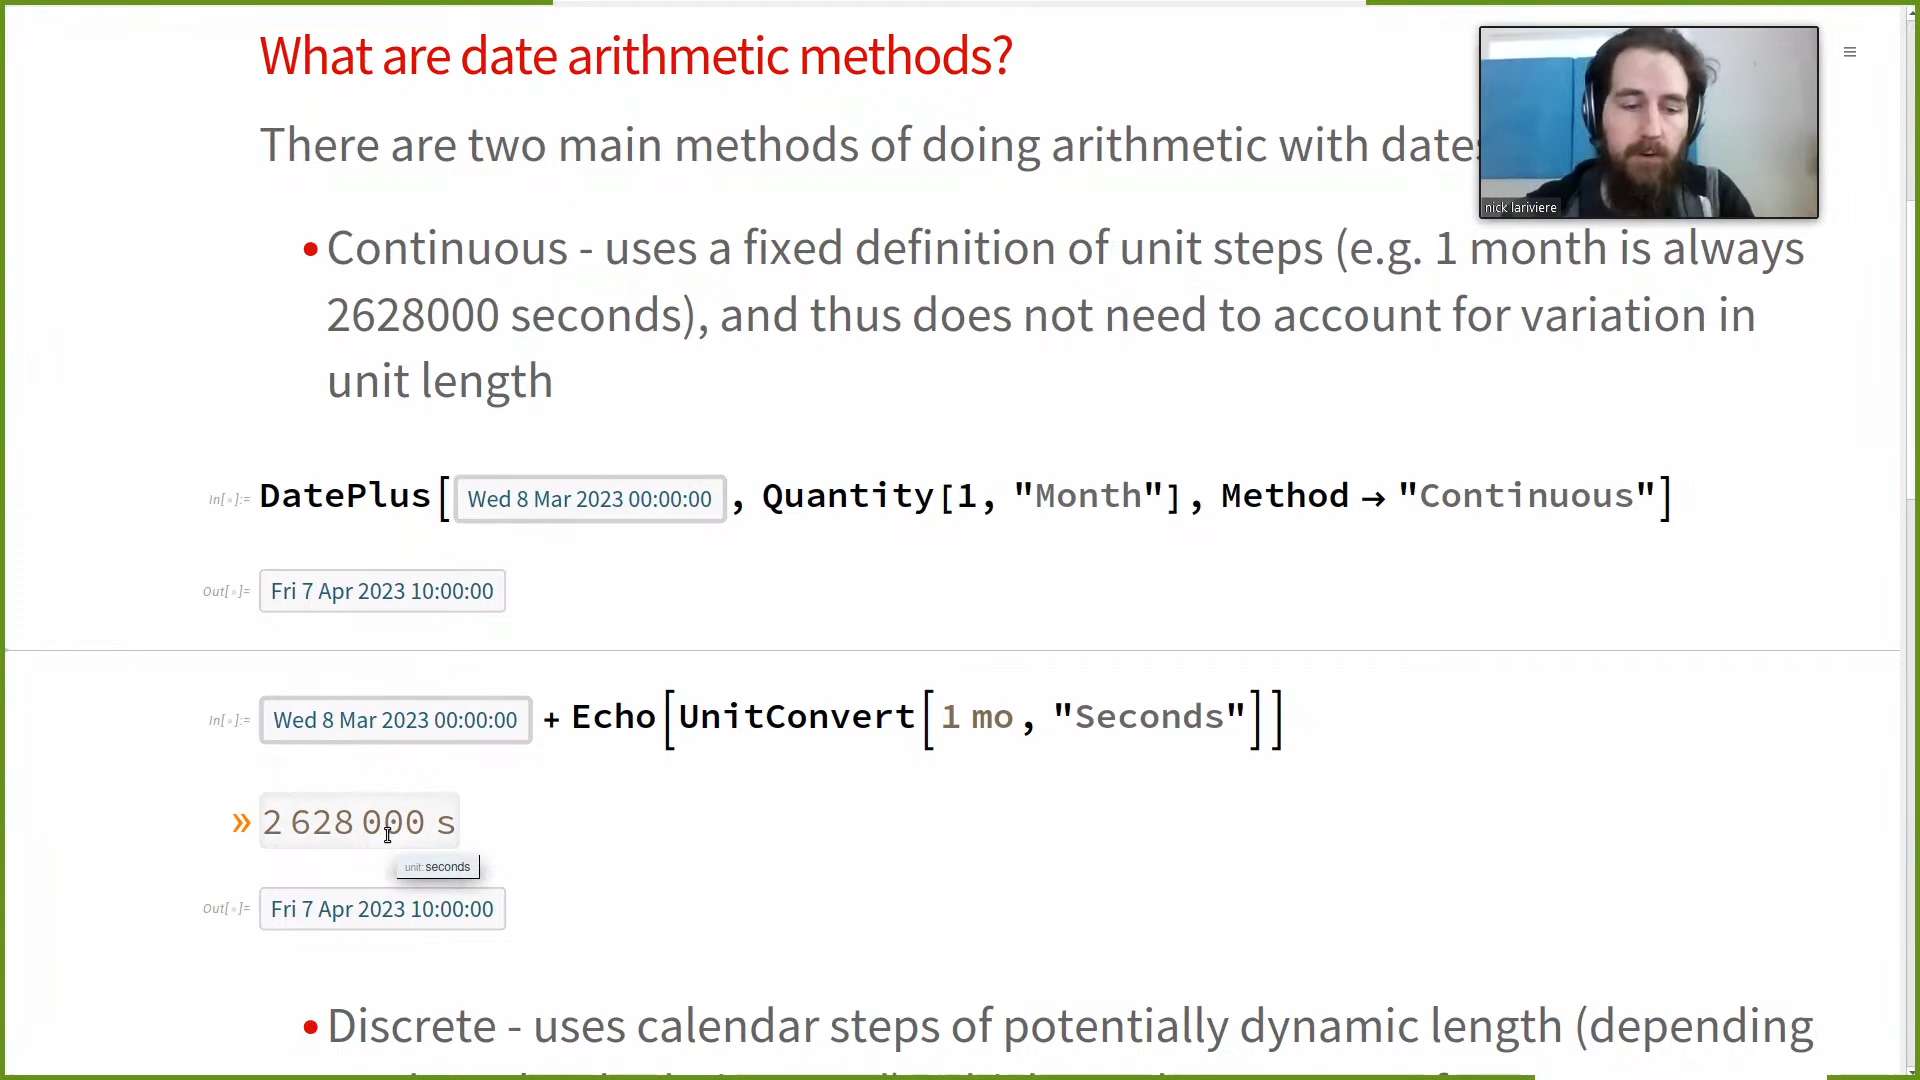 What are date arithmetic methods?
There are two main methods of doing arithmetic with dates
nick lariviere
• Continuous - uses a fixed definition of unit steps (e.g. 1 month is always
2628000 seconds), and thus does not need to account for variation in
unit length
In[ ]:= DatePlus[Wed 8 Mar 2023 00:00:00, Quantity[1, "Month"], Method → "Continuous"]
Out[ ]= Fri 7 Apr 2023 10:00:00
In[ ]:= Wed 8 Mar 2023 00:00:00 + Echo[UnitConvert[1 mo, "Seconds"]]
» 2 628 000 s
unit: seconds
Out[ ]= Fri 7 Apr 2023 10:00:00
• Discrete - uses calendar steps of potentially dynamic length (depending